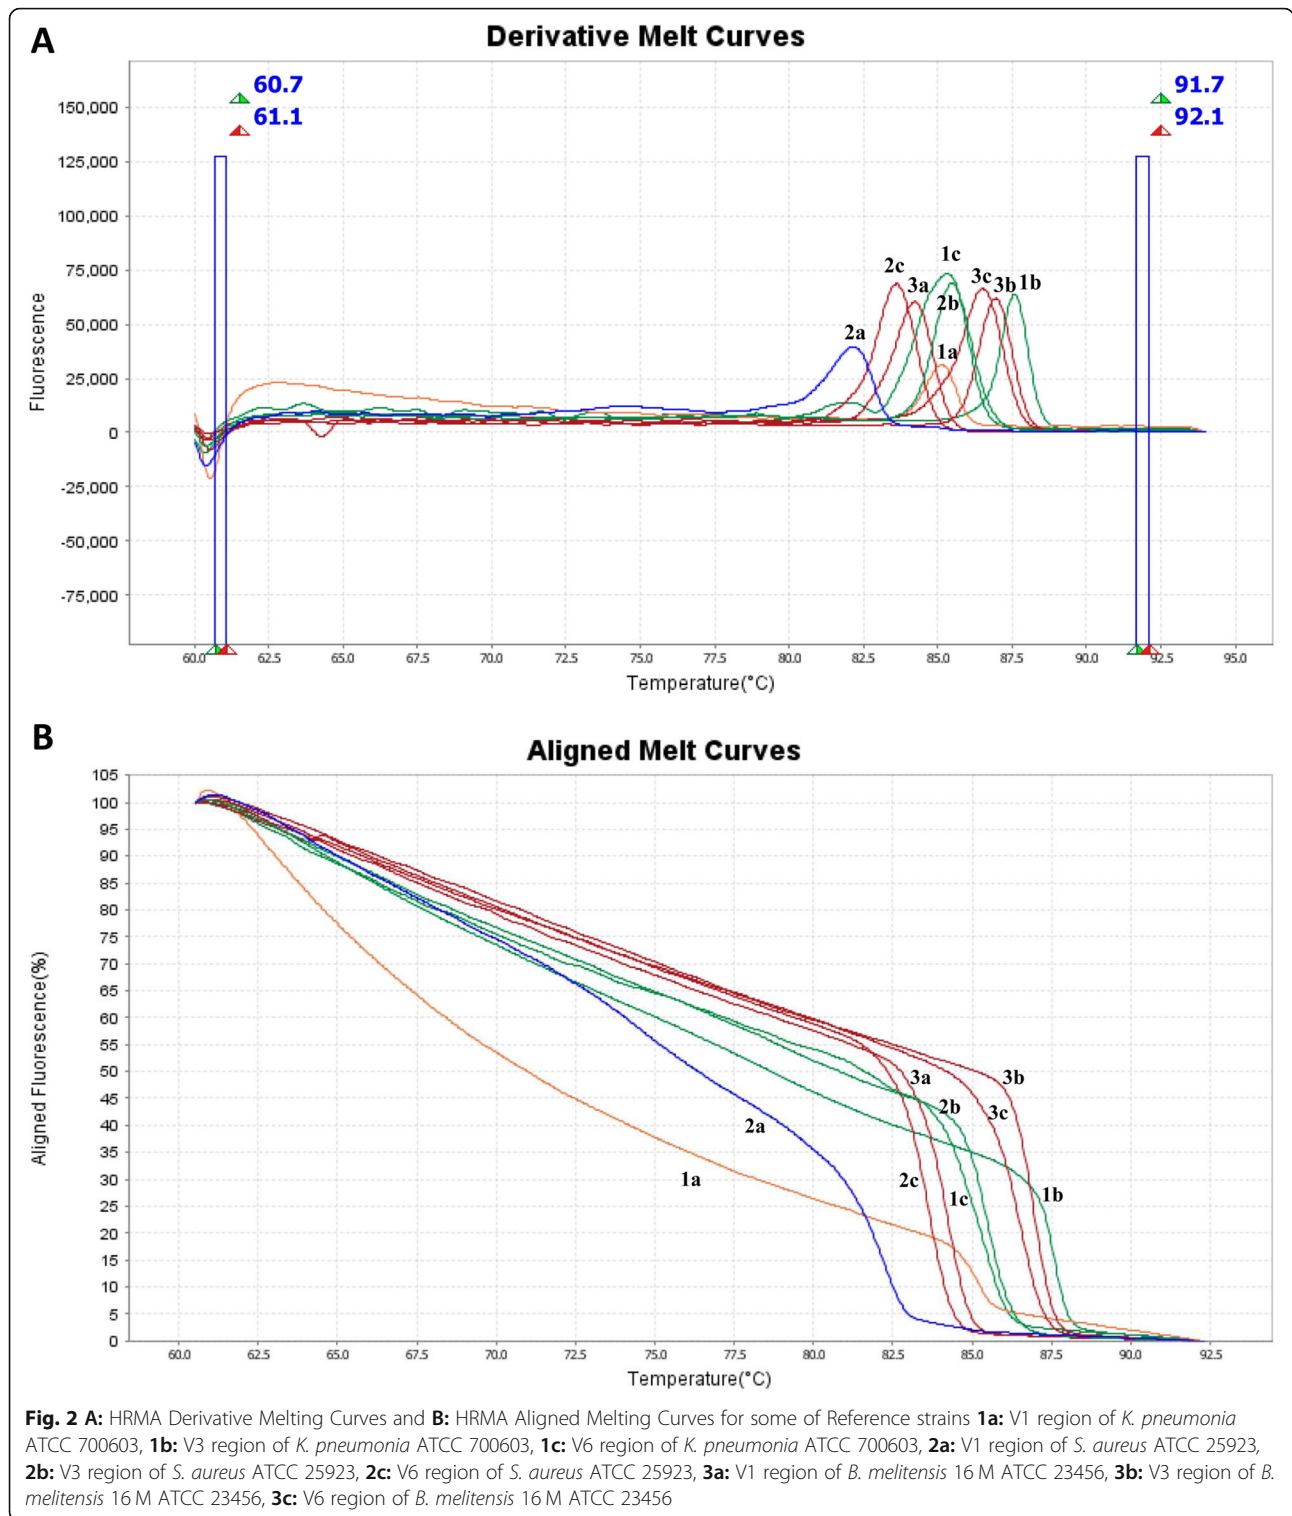 A
Derivative Melt Curves
60.7
61.1
91.7
92.1
150,000
125,000
100,000
75,000
50,000
25,000
0
-25,000
-50,000
-75,000
Fluorescence
2a
2c
3a
1c
2b
1a
3c
3b
1b
60.0 62.5 65.0 67.5 70.0 72.5 75.0 77.5 80.0 82.5 85.0 87.5 90.0 92.5 95.0
Temperature(°C)
B
Aligned Melt Curves
105
100
95
90
85
80
75
70
65
60
55
50
45
40
35
30
25
20
15
10
5
0
Aligned Fluorescence(%)
1a
2a
3a
2b
3b
3c
2c
1c
1b
60.0 62.5 65.0 67.5 70.0 72.5 75.0 77.5 80.0 82.5 85.0 87.5 90.0 92.5
Temperature(°C)
Fig. 2 A: HRMA Derivative Melting Curves and B: HRMA Aligned Melting Curves for some of Reference strains 1a: V1 region of K. pneumonia
ATCC 700603, 1b: V3 region of K. pneumonia ATCC 700603, 1c: V6 region of K. pneumonia ATCC 700603, 2a: V1 region of S. aureus ATCC 25923,
2b: V3 region of S. aureus ATCC 25923, 2c: V6 region of S. aureus ATCC 25923, 3a: V1 region of B. melitensis 16 M ATCC 23456, 3b: V3 region of B.
melitensis 16 M ATCC 23456, 3c: V6 region of B. melitensis 16 M ATCC 23456